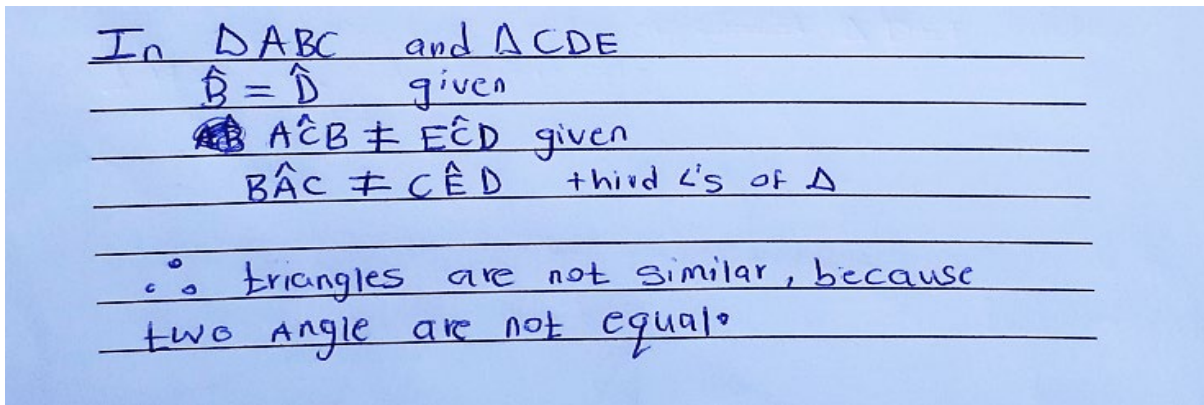 In ΔABC and ΔCDE
B̂ = D̂ given
AĈB ≠ EĈD given
BÂC ≠ CÊD third ∠'s of Δ
∴ triangles are not similar, because
two Angle are not equal.